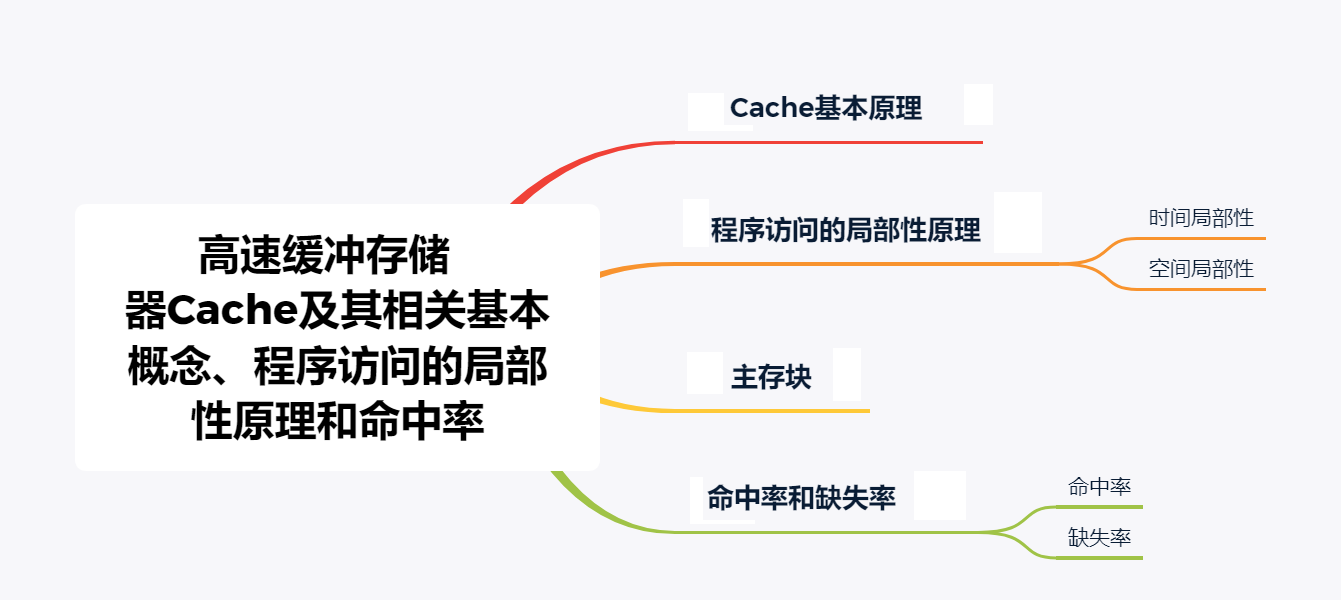 高速缓冲存储
器Cache及其相关基本
概念、程序访问的局部
性原理和命中率
Cache基本原理
程序访问的局部性原理
时间局部性
空间局部性
主存块
命中率和缺失率
命中率
缺失率